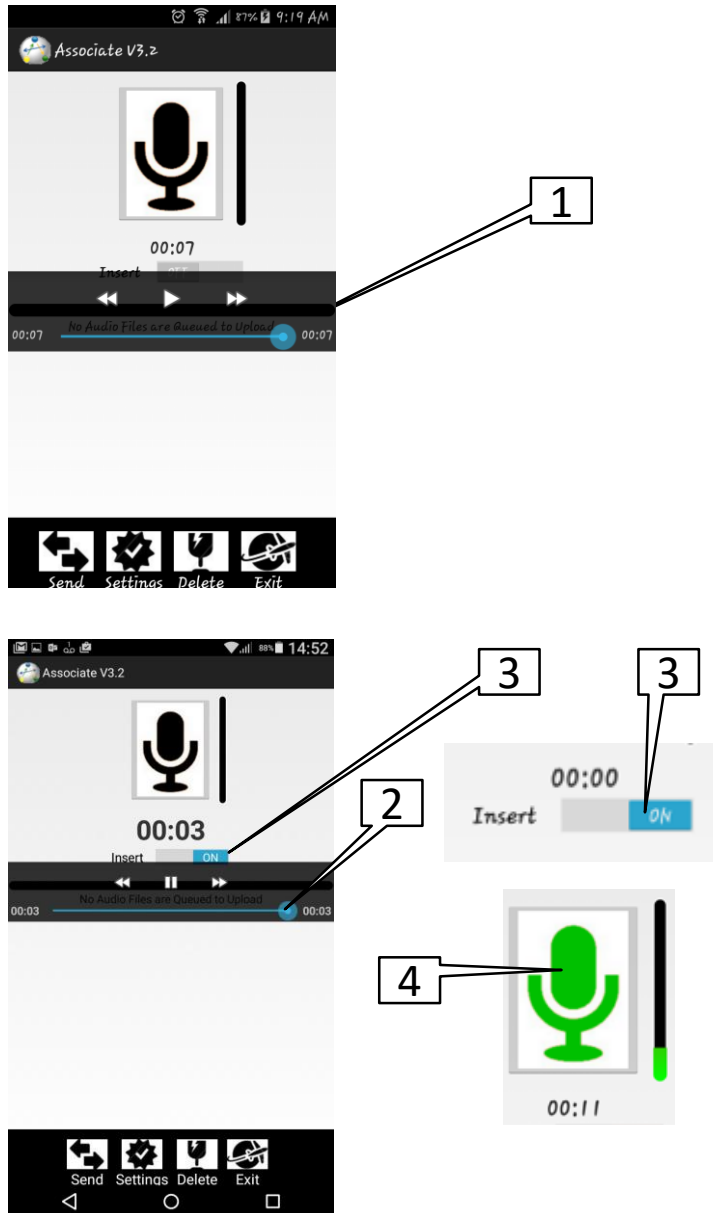 87% 9:19 AM
Associate V3.2
1
00:07
Insert OFF
No Audio Files are Queued to Upload
00:07 00:07
Send Settings Delete Exit
88% 14:52
Associate V3.2
3
3
00:03
Insert ON
2
No Audio Files are Queued to Upload
00:03 00:03
00:00
Insert ON
4
00:11
Send Settings Delete Exit